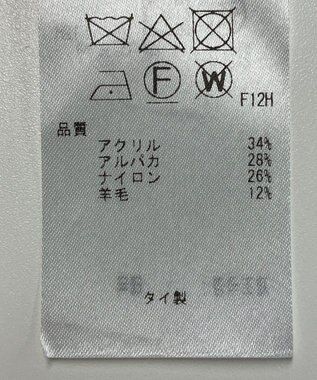 F W
F12H
品質
アクリル 34%
アルパカ 28%
ナイロン 26%
羊毛 12%
タイ製